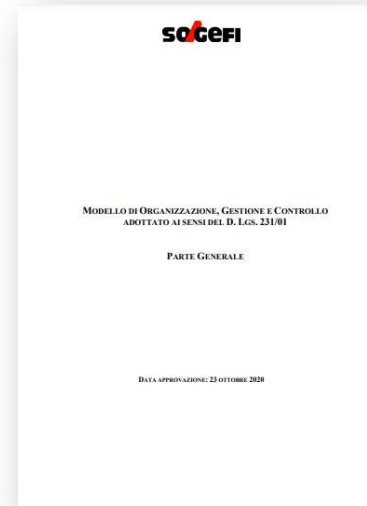 SOGEFI
MODELLO DI ORGANIZZAZIONE, GESTIONE E CONTROLLO
ADOTTATO AI SENSI DEL D. LGS. 231/01
PARTE GENERALE
DATA APPROVAZIONE: 23 OTTOBRE 2020